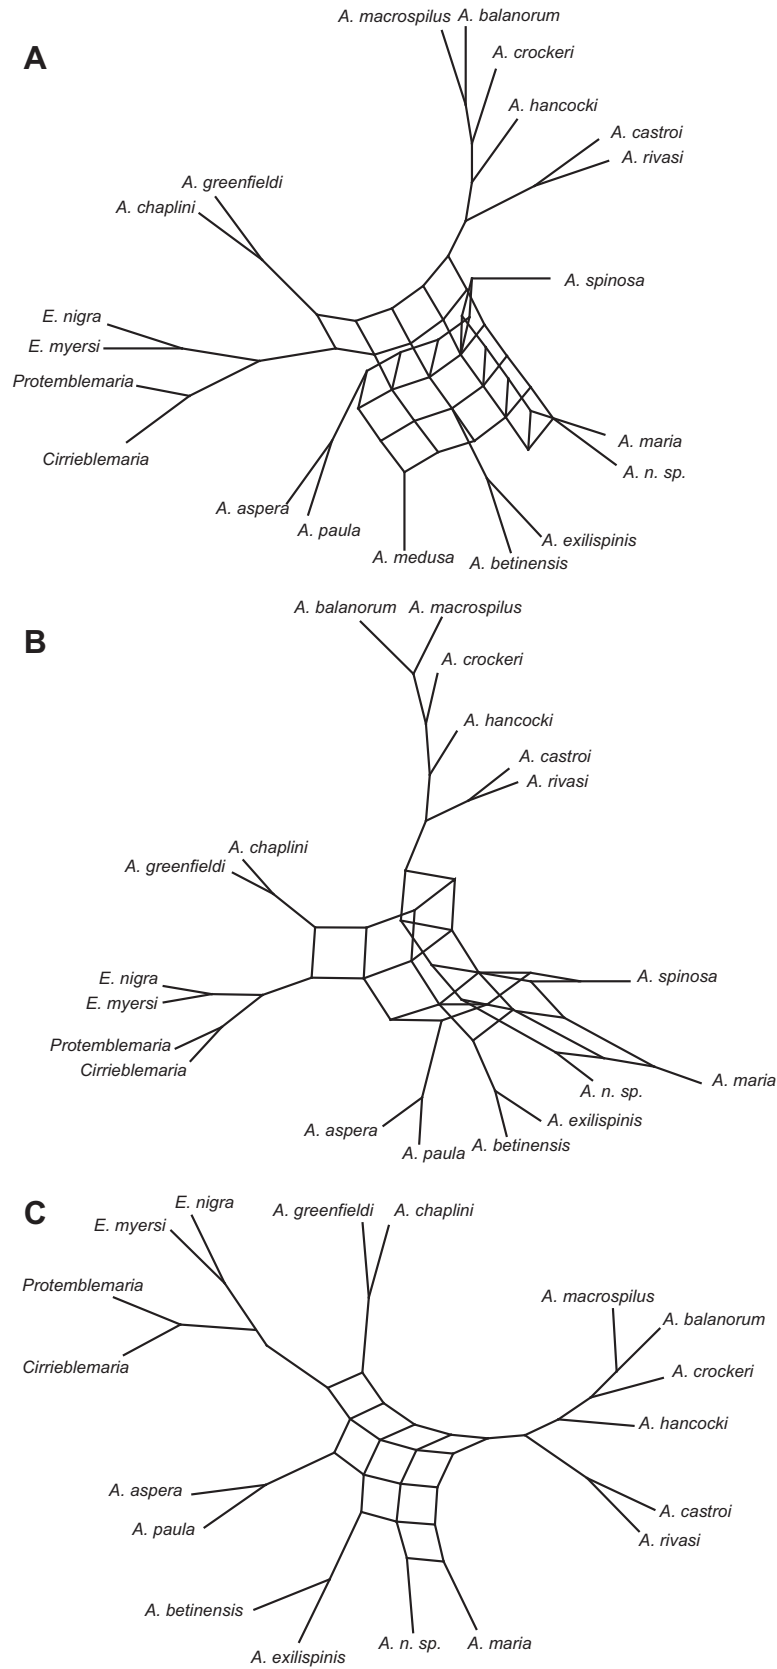 A. macrospilus A. balanorum
A
A. crockeri
A. hancocki
A. castroi
A. rivasi
A. greenfieldi
A. chaplini
A. spinosa
E. nigra
E. myersi
Protemblemaria
Cirrieblemaria
A. maria
A. n. sp.
A. aspera
A. paula
A. exilispinis
A. medusa
A. betinensis
A. balanorum A. macrospilus
B
A. crockeri
A. hancocki
A. castroi
A. rivasi
A. chaplini
A. greenfieldi
A. spinosa
E. nigra
E. myersi
Protemblemaria
Cirrieblemaria
A. maria
A. n. sp.
A. exilispinis
A. aspera
A. betinensis
A. paula
C
E. nigra
A. greenfieldi A. chaplini
E. myersi
Protemblemaria
A. macrospilus
A. balanorum
Cirrieblemaria
A. crockeri
A. hancocki
A. aspera
A. castroi
A. paula
A. rivasi
A. betinensis
A. n. sp. A. maria
A. exilispinis